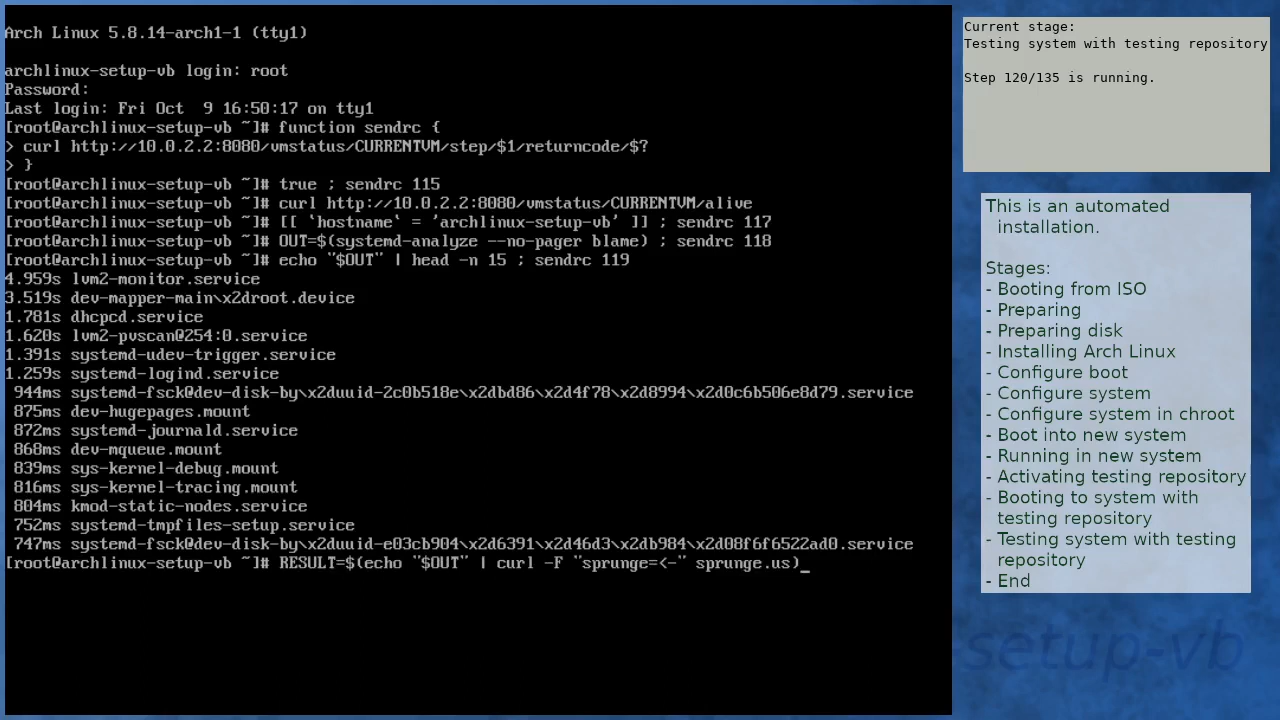 Arch Linux 5.8.14-arch1-1 (tty1)
archlinux-setup-vb login: root
Password:
Last login: Fri Oct  9 16:50:17 on tty1
[root@archlinux-setup-vb ~]# function sendrc {
> curl http://10.0.2.2:8080/vmstatus/CURRENTVM/step/$1/returncode/$?
> }
[root@archlinux-setup-vb ~]# true ; sendrc 115
[root@archlinux-setup-vb ~]# curl http://10.0.2.2:8080/vmstatus/CURRENTVM/alive
[root@archlinux-setup-vb ~]# [[ `hostname` = 'archlinux-setup-vb' ]] ; sendrc 117
[root@archlinux-setup-vb ~]# OUT=$(systemd-analyze --no-pager blame) ; sendrc 118
[root@archlinux-setup-vb ~]# echo "$OUT" | head -n 15 ; sendrc 119
4.959s lvm2-monitor.service
3.519s dev-mapper-main\x2droot.device
1.781s dhcpcd.service
1.620s lvm2-pvscan@254:0.service
1.391s systemd-udev-trigger.service
1.259s systemd-logind.service
 944ms systemd-fsck@dev-disk-by\x2duuid-2c0b518e\x2dbd86\x2d4f78\x2d8994\x2d0c6b506e8d79.service
 875ms dev-hugepages.mount
 872ms systemd-journald.service
 868ms dev-mqueue.mount
 839ms sys-kernel-debug.mount
 816ms sys-kernel-tracing.mount
 804ms kmod-static-nodes.service
 752ms systemd-tmpfiles-setup.service
 747ms systemd-fsck@dev-disk-by\x2duuid-e03cb904\x2d6391\x2d46d3\x2db984\x2d08f6f6522ad0.service
[root@archlinux-setup-vb ~]# RESULT=$(echo "$OUT" | curl -F "sprunge=<-" sprunge.us)_
Current stage:
Testing system with testing repository
Step 120/135 is running.
This is an automated
installation.
Stages:
- Booting from ISO
- Preparing
- Preparing disk
- Installing Arch Linux
- Configure boot
- Configure system
- Configure system in chroot
- Boot into new system
- Running in new system
- Activating testing repository
- Booting to system with
testing repository
- Testing system with testing
repository
- End
setup-vb